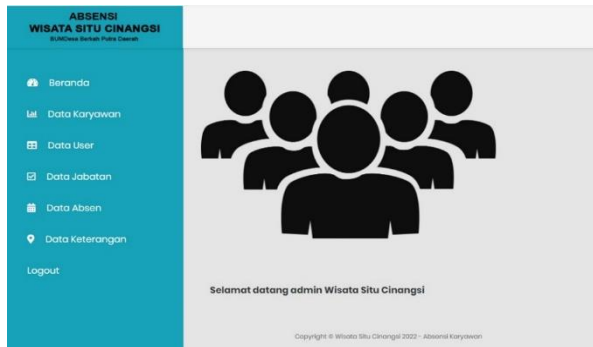 ABSENSI
WISATA SITU CINANGSI
BUMDesa Berkah Putra Daerah
Beranda
Data Karyawan
Data User
Data Jabatan
Data Absen
Data Keterangan
Logout
Selamat datang admin Wisata Situ Cinangsi
Copyright © Wisata Situ Cinangsi 2022 - Absensi Karyawan